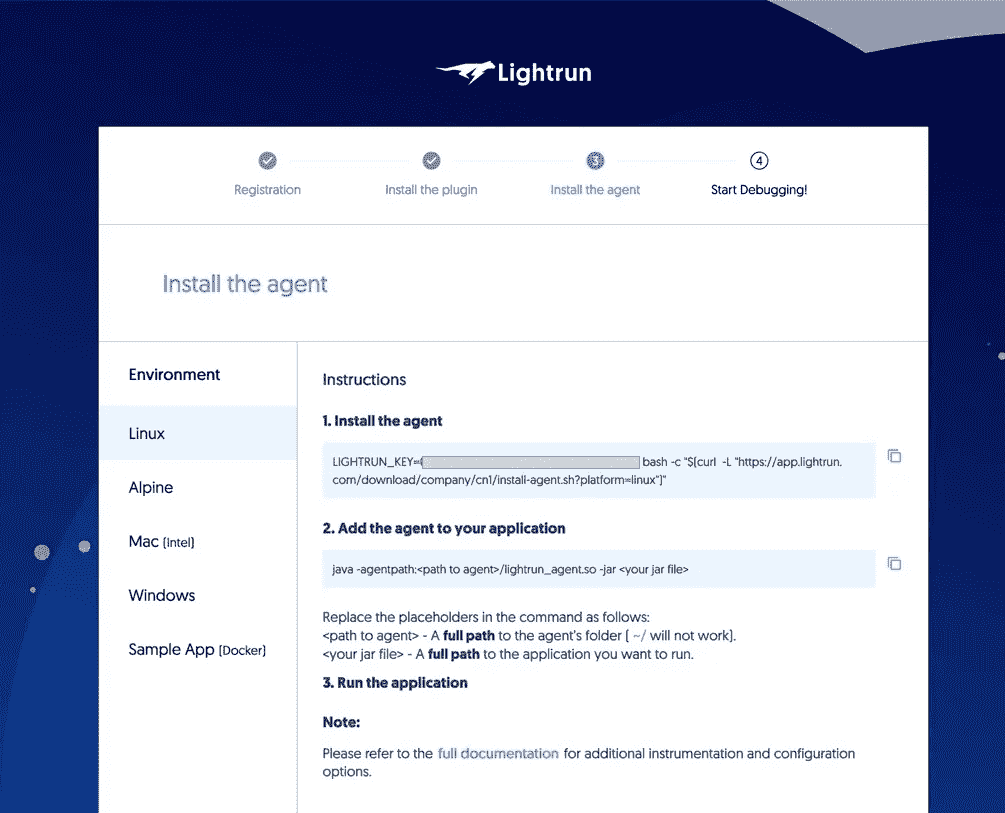 Lightrun
3
4
Registration
Install the plugin
Install the agent
Start Debugging!
Install the agent
Environment
Linux
Alpine
Mac (Intel)
Windows
Sample App (Docker)
Instructions
1. Install the agent
LIGHTRUN_KEY= bash -c "$(curl -L "https://app.lightrun.
com/download/company/cn1/install-agent.sh?platform=linux")"
2. Add the agent to your application
java -agentpath:<path to agent>/lightrun_agent.so -jar <your jar file>
Replace the placeholders in the command as follows:
<path to agent> - A full path to the agent's folder ( ~/ will not work).
<your jar file> - A full path to the application you want to run.
3. Run the application
Note:
Please refer to the full documentation for additional instrumentation and configuration
options.